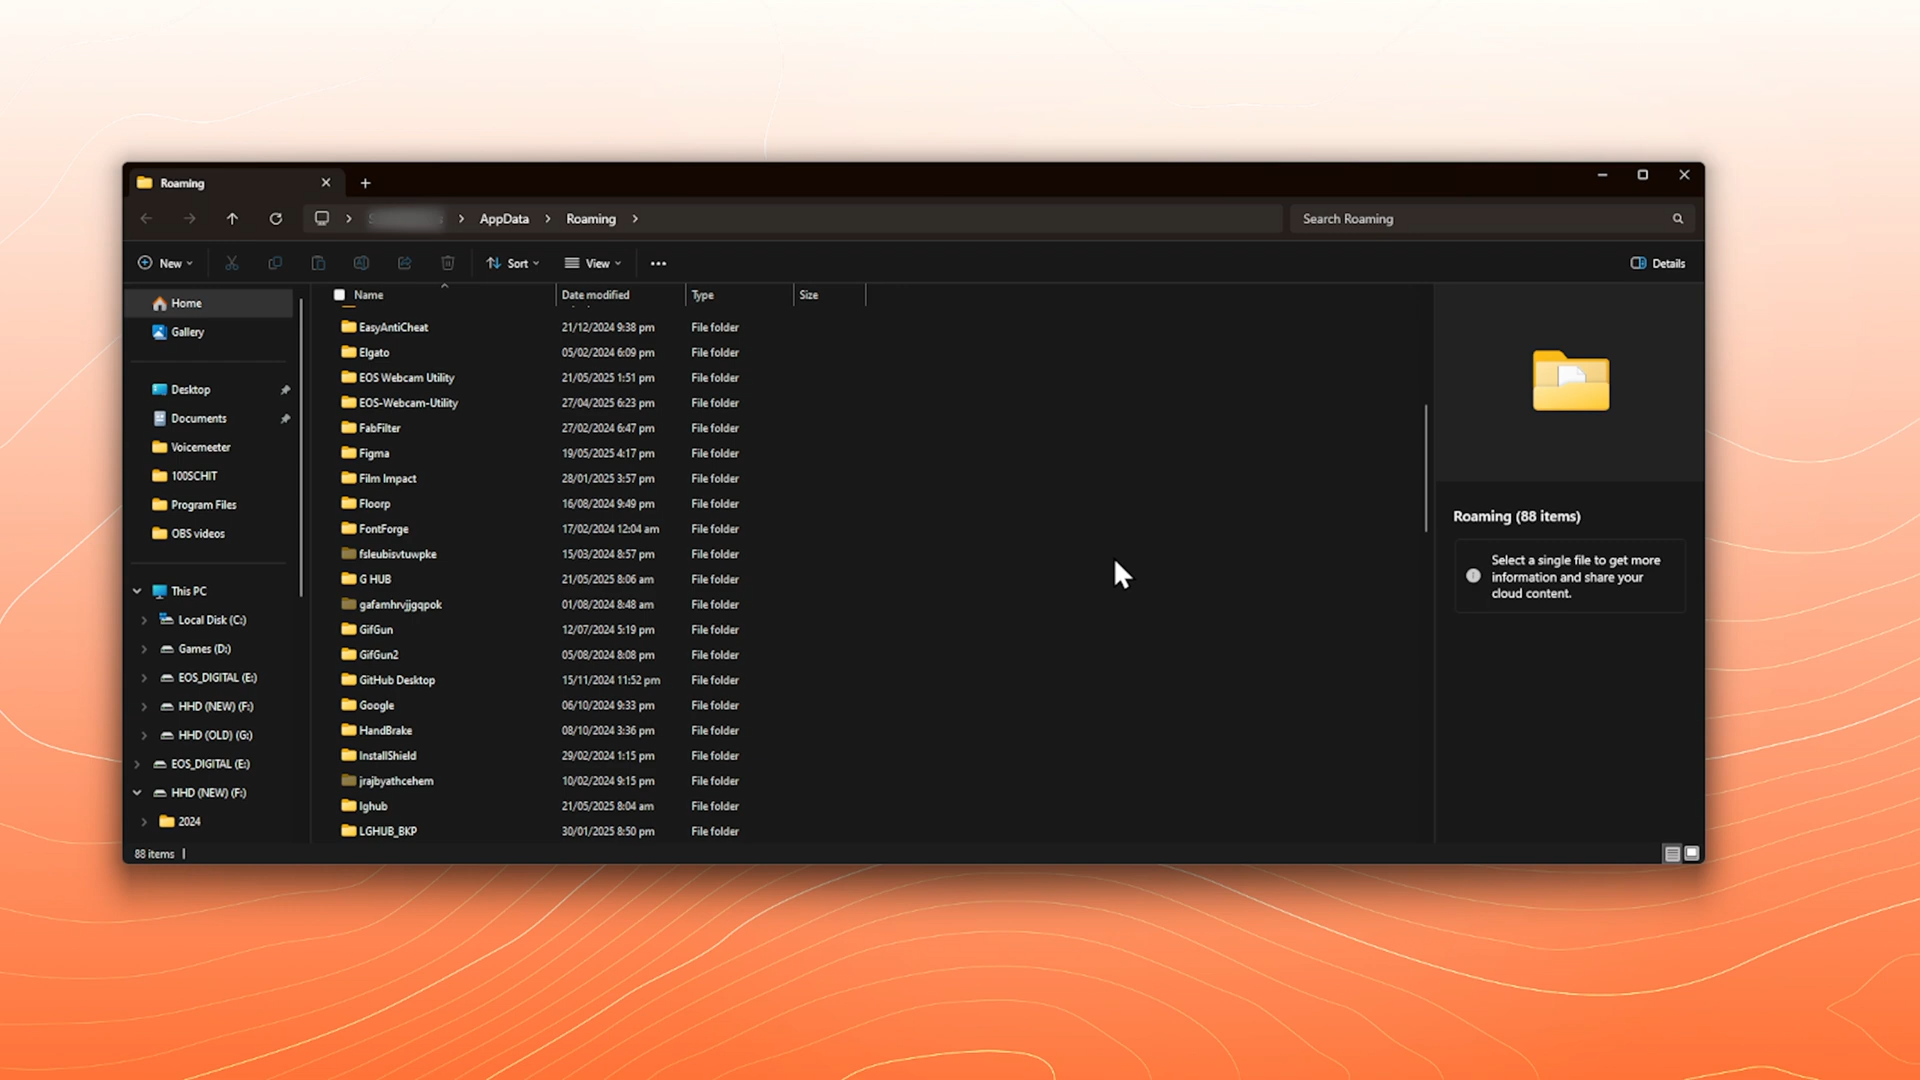 Roaming
AppData
Roaming
Search Roaming
New
Sort
View
Details
Name
Date modified
Type
Size
Home
Gallery
Desktop
Documents
Voicemeeter
100SCHIT
Program Files
OBS videos
This PC
Local Disk (C:)
Games (D:)
EOS_DIGITAL (E:)
HHD (NEW) (F:)
HHD (OLD) (G:)
EOS_DIGITAL (E:)
HHD (NEW) (F:)
2024
EasyAntiCheat 21/12/2024 9:38 pm File folder
Elgato 05/02/2024 6:09 pm File folder
EOS Webcam Utility 21/05/2025 1:51 pm File folder
EOS-Webcam-Utility 27/04/2025 6:23 pm File folder
FabFilter 27/02/2024 6:47 pm File folder
Figma 19/05/2025 4:17 pm File folder
Film Impact 28/01/2025 3:57 pm File folder
Floorp 16/08/2024 9:49 pm File folder
FontForge 17/02/2024 12:04 am File folder
fsleubisvtuwpke 15/03/2024 8:57 pm File folder
G HUB 21/05/2025 8:06 am File folder
gafamhrvjjgqpok 01/08/2024 8:48 am File folder
GifGun 12/07/2024 5:19 pm File folder
GifGun2 05/08/2024 8:08 pm File folder
GitHub Desktop 15/11/2024 11:52 pm File folder
Google 06/10/2024 9:33 pm File folder
HandBrake 08/10/2024 3:36 pm File folder
InstallShield 29/02/2024 1:15 pm File folder
jrajbyathcehem 10/02/2024 9:15 pm File folder
lghub 21/05/2025 8:04 am File folder
LGHUB_BKP 30/01/2025 8:50 pm File folder
Roaming (88 items)
Select a single file to get more
information and share your
cloud content.
88 items